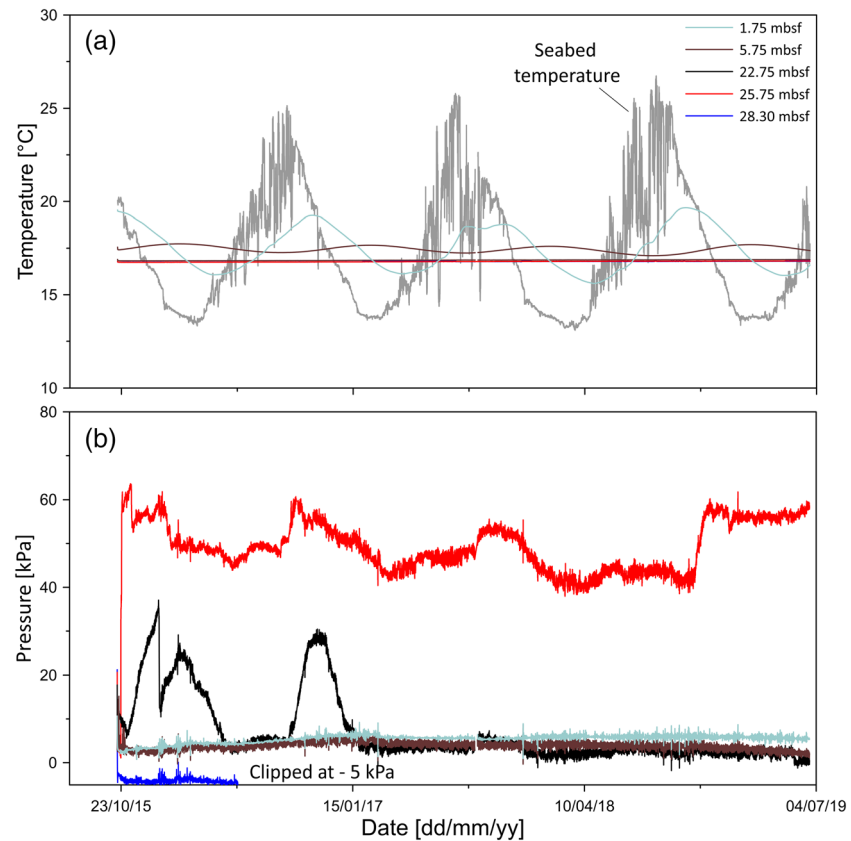 30
(a)
1.75 mbsf
5.75 mbsf
22.75 mbsf
25.75 mbsf
28.30 mbsf
Seabed
temperature
25
20
15
10
Temperature [°C]
80
(b)
60
40
20
0
Pressure [kPa]
Clipped at - 5 kPa
23/10/15
15/01/17
10/04/18
04/07/19
Date [dd/mm/yy]